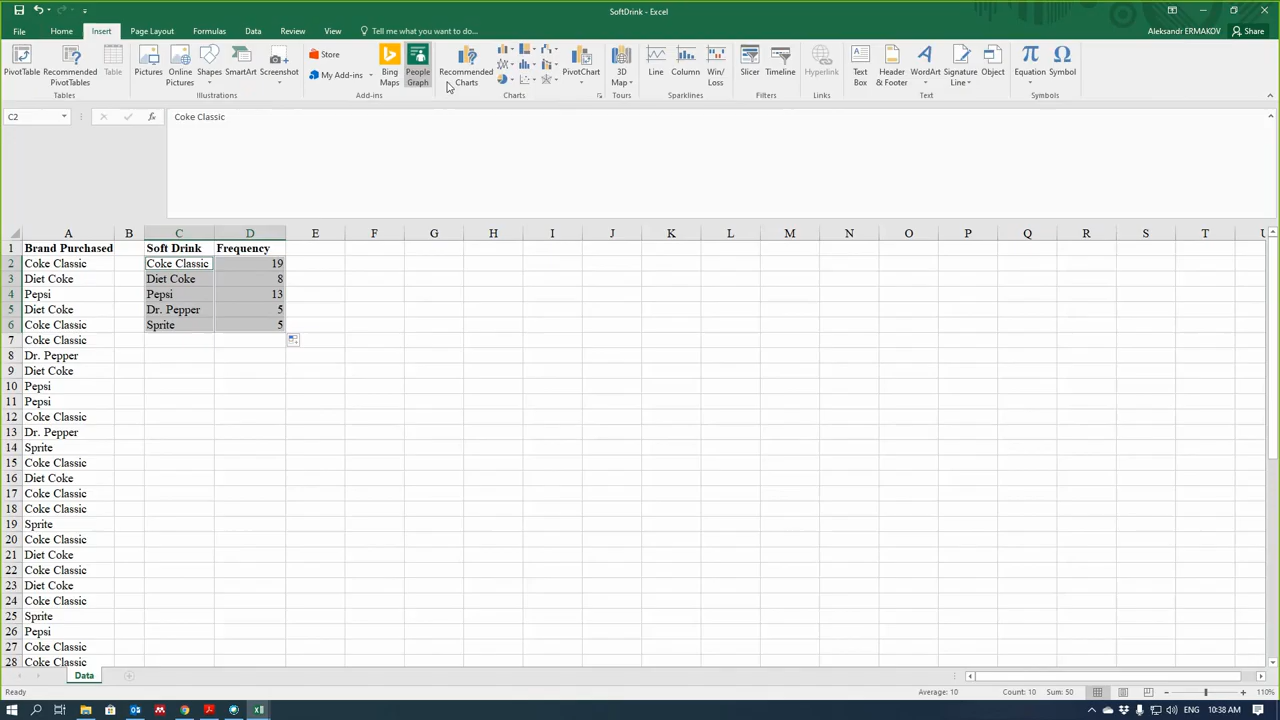 SoftDrink - Excel
Aleksandr ERMAKOV
Share
File Home Insert Page Layout Formulas Data Review View Tell me what you want to do...
PivotTable Recommended PivotTables Table
Tables
Pictures Online Pictures Shapes SmartArt Screenshot
Illustrations
Store
My Add-ins
Bing Maps
People Graph
Add-ins
Recommended Charts
PivotChart
Charts
3D Map
Tours
Line Column Win/Loss
Sparklines
Slicer Timeline
Filters
Hyperlink
Links
Text Box Header & Footer WordArt Signature Line Object
Text
Equation Symbol
Symbols
C2 fx Coke Classic
A B C D E F G H I J K L M N O P Q R S T U
1 Brand Purchased Soft Drink Frequency
2 Coke Classic Coke Classic 19
3 Diet Coke Diet Coke 8
4 Pepsi Pepsi 13
5 Diet Coke Dr. Pepper 5
6 Coke Classic Sprite 5
7 Coke Classic
8 Dr. Pepper
9 Diet Coke
10 Pepsi
11 Pepsi
12 Coke Classic
13 Dr. Pepper
14 Sprite
15 Coke Classic
16 Diet Coke
17 Coke Classic
18 Coke Classic
19 Sprite
20 Coke Classic
21 Diet Coke
22 Coke Classic
23 Diet Coke
24 Coke Classic
25 Sprite
26 Pepsi
27 Coke Classic
28 Coke Classic
Data
Ready
Average: 10 Count: 10 Sum: 50
110%
ENG 10:38 AM